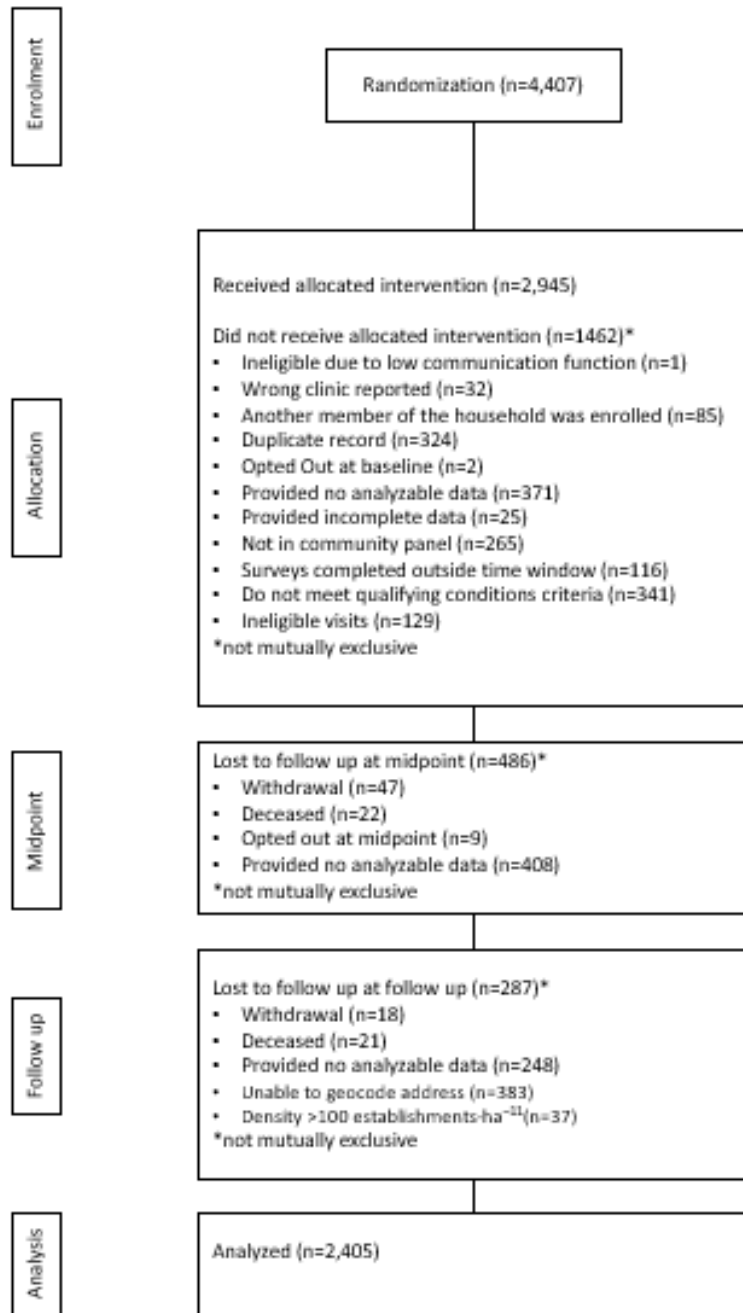 Enrolment
Randomization (n=4,407)
Allocation
Received allocated intervention (n=2,945)
Did not receive allocated intervention (n=1462)*
▪ Ineligible due to low communication function (n=1)
▪ Wrong clinic reported (n=32)
▪ Another member of the household was enrolled (n=85)
▪ Duplicate record (n=324)
▪ Opted Out at baseline (n=2)
▪ Provided no analyzable data (n=371)
▪ Provided incomplete data (n=25)
▪ Not in community panel (n=265)
▪ Surveys completed outside time window (n=116)
▪ Do not meet qualifying conditions criteria (n=341)
▪ Ineligible visits (n=129)
*not mutually exclusive
Midpoint
Lost to follow up at midpoint (n=486)*
▪ Withdrawal (n=47)
▪ Deceased (n=22)
▪ Opted out at midpoint (n=9)
▪ Provided no analyzable data (n=408)
*not mutually exclusive
Follow up
Lost to follow up at follow up (n=287)*
▪ Withdrawal (n=18)
▪ Deceased (n=21)
▪ Provided no analyzable data (n=248)
▪ Unable to geocode address (n=383)
▪ Density >100 establishments·ha⁻¹¹(n=37)
*not mutually exclusive
Analysis
Analyzed (n=2,405)